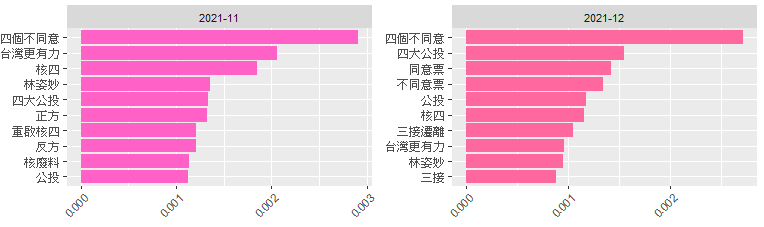 2021-11
四個不同意
台灣更有力
核四
林姿妙
四大公投
正方
重啟核四
反方
核廢料
公投
0.000
0.001
0.002
0.003
2021-12
四個不同意
四大公投
同意票
不同意票
公投
核四
三接遷離
台灣更有力
林姿妙
三接
0.000
0.001
0.002